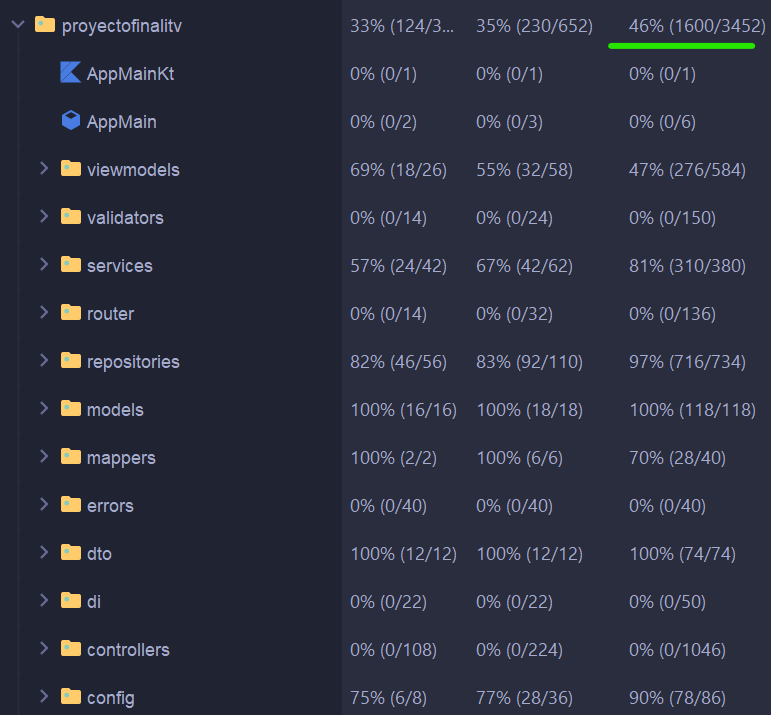 proyectofinalitv 33% (124/3... 35% (230/652) 46% (1600/3452)
AppMainKt 0% (0/1) 0% (0/1) 0% (0/1)
AppMain 0% (0/2) 0% (0/3) 0% (0/6)
viewmodels 69% (18/26) 55% (32/58) 47% (276/584)
validators 0% (0/14) 0% (0/24) 0% (0/150)
services 57% (24/42) 67% (42/62) 81% (310/380)
router 0% (0/14) 0% (0/32) 0% (0/136)
repositories 82% (46/56) 83% (92/110) 97% (716/734)
models 100% (16/16) 100% (18/18) 100% (118/118)
mappers 100% (2/2) 100% (6/6) 70% (28/40)
errors 0% (0/40) 0% (0/40) 0% (0/40)
dto 100% (12/12) 100% (12/12) 100% (74/74)
di 0% (0/22) 0% (0/22) 0% (0/50)
controllers 0% (0/108) 0% (0/224) 0% (0/1046)
config 75% (6/8) 77% (28/36) 90% (78/86)